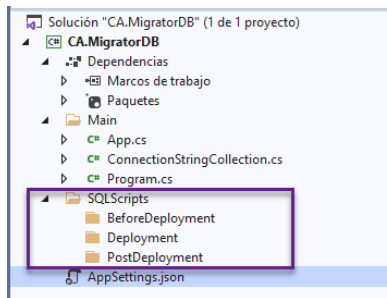 Solución "CA.MigratorDB" (1 de 1 proyecto)
C# CA.MigratorDB
Dependencias
Marcos de trabajo
Paquetes
Main
C# App.cs
C# ConnectionStringCollection.cs
C# Program.cs
SQLScripts
BeforeDeployment
Deployment
PostDeployment
AppSettings.json